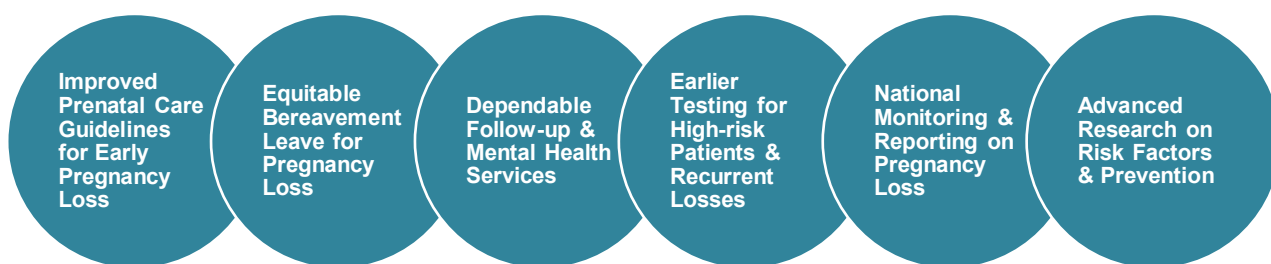 Improved
Prenatal Care
Guidelines
for Early
Pregnancy
Loss
Equitable
Bereavement
Leave for
Pregnancy
Loss
Dependable
Follow-up &
Mental Health
Services
Earlier
Testing for
High-risk
Patients &
Recurrent
Losses
National
Monitoring &
Reporting on
Pregnancy
Loss
Advanced
Research on
Risk Factors
& Prevention